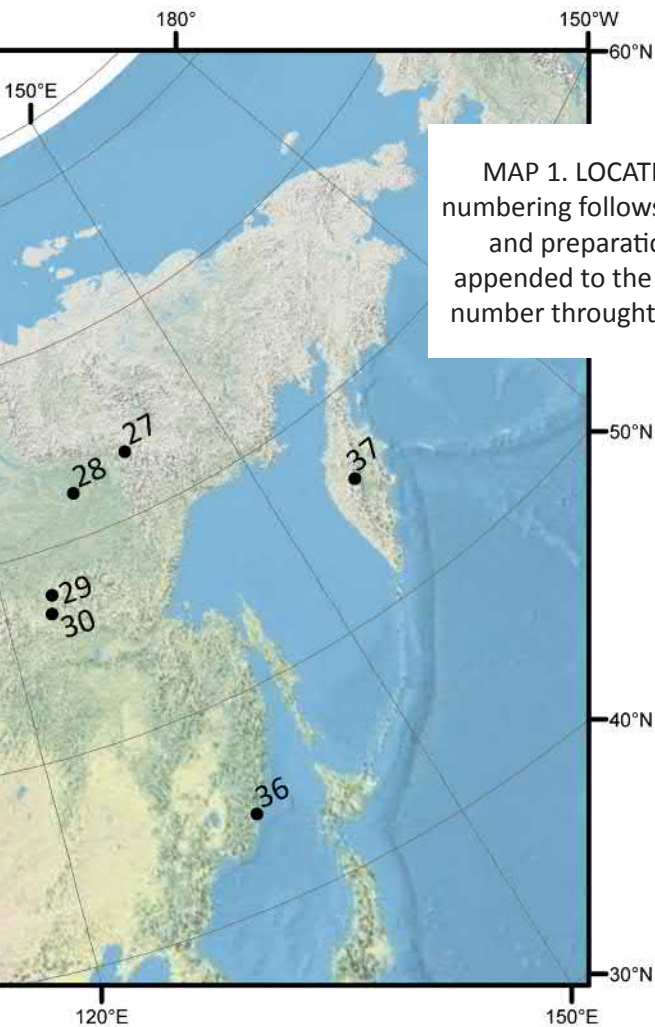 180°
150°W
60°N
150°E
MAP 1. LOCATI
numbering follows
and preparatio
appended to the
number throught
27
50°N
37
28
29
30
40°N
36
30°N
120°E
150°E